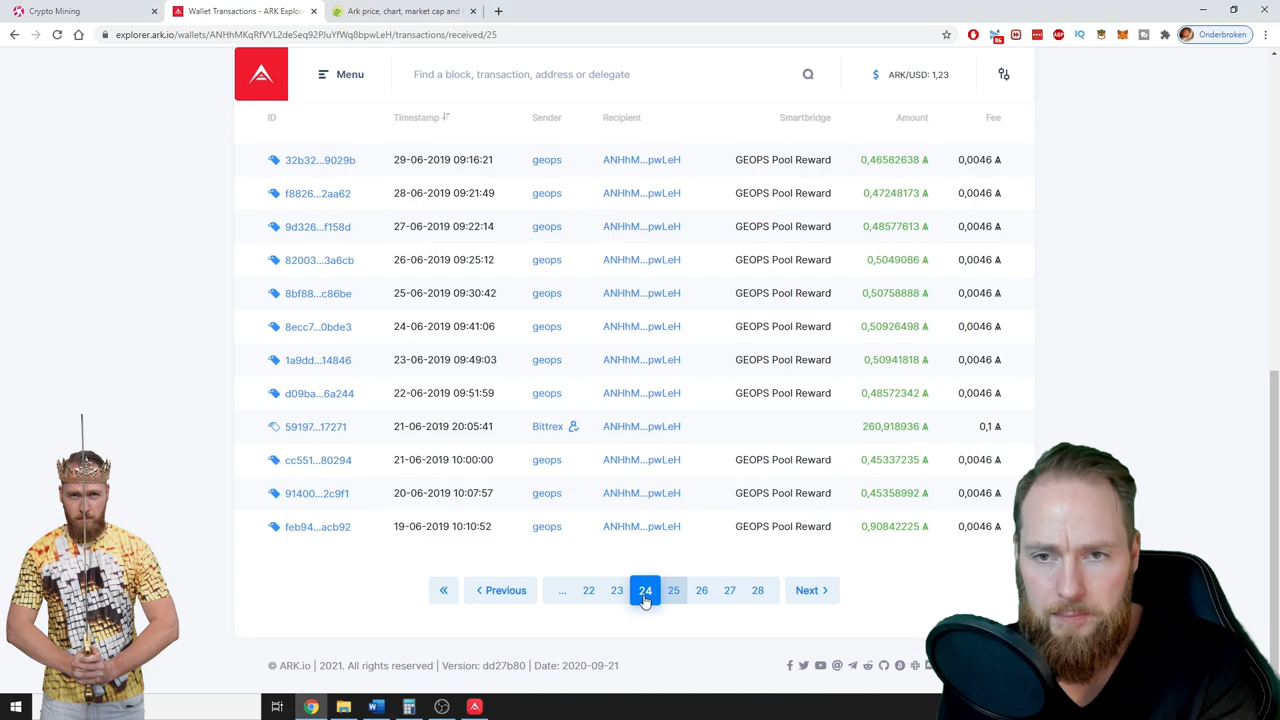 Crypto Mining
Wallet Transactions - ARK Explor
Ark price, chart, market cap and
explorer.ark.io/wallets/ANHhMKqRfVYL2deSeq92PJuYfWq8bpwLeH/transactions/received/25
86
ABP
IQ
Onderbroken
Menu
Find a block, transaction, address or delegate
$ ARK/USD: 1,23
ID Timestamp Sender Recipient Smartbridge Amount Fee
32b32...9029b 29-06-2019 09:16:21 geops ANHhM...pwLeH GEOPS Pool Reward 0,46582638 Ѧ 0,0046 Ѧ
f8826...2aa62 28-06-2019 09:21:49 geops ANHhM...pwLeH GEOPS Pool Reward 0,47248173 Ѧ 0,0046 Ѧ
9d326...f158d 27-06-2019 09:22:14 geops ANHhM...pwLeH GEOPS Pool Reward 0,48577613 Ѧ 0,0046 Ѧ
82003...3a6cb 26-06-2019 09:25:12 geops ANHhM...pwLeH GEOPS Pool Reward 0,5049086 Ѧ 0,0046 Ѧ
8bf88...c86be 25-06-2019 09:30:42 geops ANHhM...pwLeH GEOPS Pool Reward 0,50758888 Ѧ 0,0046 Ѧ
8ecc7...0bde3 24-06-2019 09:41:06 geops ANHhM...pwLeH GEOPS Pool Reward 0,50926498 Ѧ 0,0046 Ѧ
1a9dd...14846 23-06-2019 09:49:03 geops ANHhM...pwLeH GEOPS Pool Reward 0,50941818 Ѧ 0,0046 Ѧ
d09ba...6a244 22-06-2019 09:51:59 geops ANHhM...pwLeH GEOPS Pool Reward 0,48572342 Ѧ 0,0046 Ѧ
59197...17271 21-06-2019 20:05:41 Bittrex ANHhM...pwLeH 260,918936 Ѧ 0,1 Ѧ
cc551...80294 21-06-2019 10:00:00 geops ANHhM...pwLeH GEOPS Pool Reward 0,45337235 Ѧ 0,0046 Ѧ
91400...2c9f1 20-06-2019 10:07:57 geops ANHhM...pwLeH GEOPS Pool Reward 0,45358992 Ѧ 0,0046 Ѧ
feb94...acb92 19-06-2019 10:10:52 geops ANHhM...pwLeH GEOPS Pool Reward 0,90842225 Ѧ 0,0046 Ѧ
« Previous ... 22 23 24 25 26 27 28 Next
© ARK.io | 2021. All rights reserved | Version: dd27b80 | Date: 2020-09-21